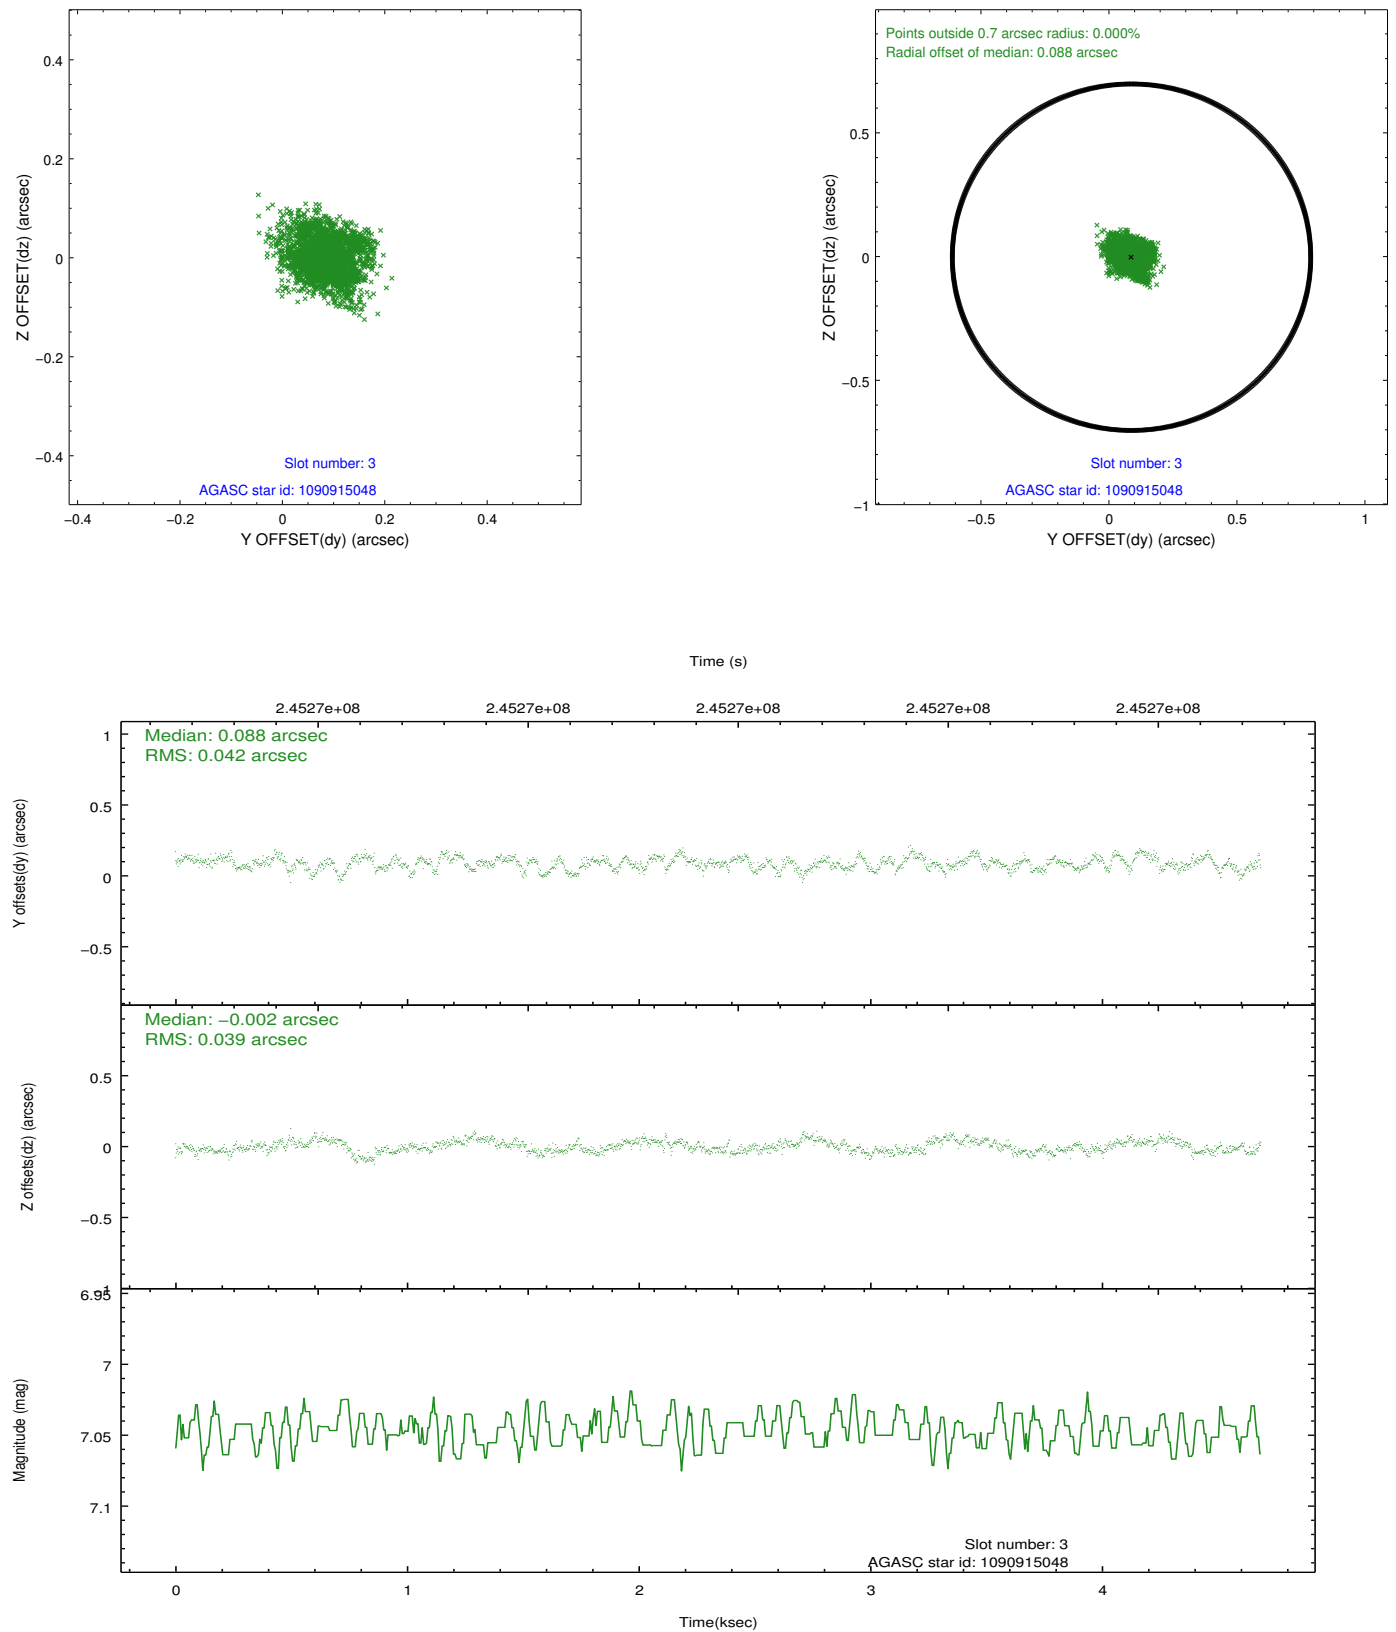 0.4
0.2
0
−0.2
−0.4
Z OFFSET(dz) (arcsec)
Slot number: 3
AGASC star id: 1090915048
−0.4 −0.2 0 0.2 0.4
Y OFFSET(dy) (arcsec)
Points outside 0.7 arcsec radius: 0.000%
Radial offset of median: 0.088 arcsec
0.5
0
−0.5
−1
Z OFFSET(dz) (arcsec)
Slot number: 3
AGASC star id: 1090915048
−0.5 0 0.5 1
Y OFFSET(dy) (arcsec)
Time (s)
2.4527e+08 2.4527e+08 2.4527e+08 2.4527e+08 2.4527e+08
Median: 0.088 arcsec
RMS: 0.042 arcsec
1
0.5
0
−0.5
Y offsets(dy) (arcsec)
Median: −0.002 arcsec
RMS: 0.039 arcsec
0.5
0
−0.5
Z offsets(dz) (arcsec)
6.95
7
7.05
7.1
Magnitude (mag)
Slot number: 3
AGASC star id: 1090915048
0 1 2 3 4
Time(ksec)